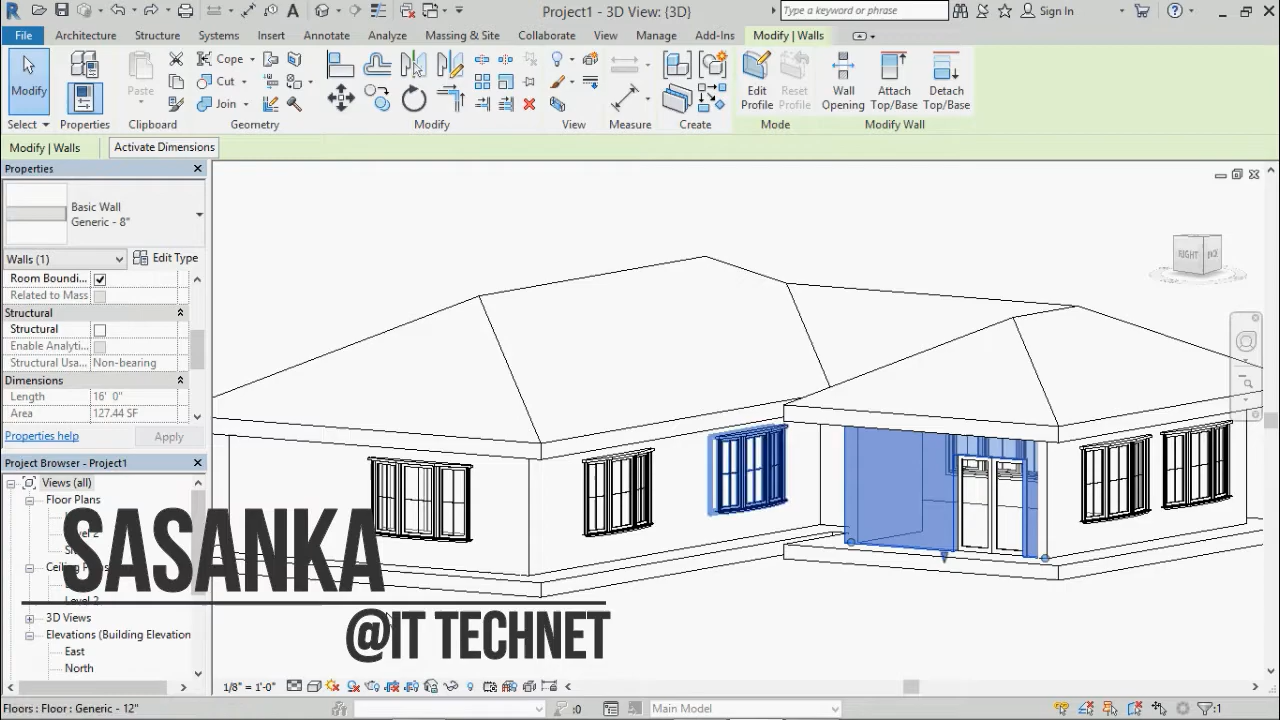 Project1 - 3D View: {3D}
Type a keyword or phrase
Sign In
File Architecture Structure Systems Insert Annotate Analyze Massing & Site Collaborate View Manage Add-Ins Modify | Walls
Modify
Paste
Cope
Cut
Join
Edit Profile
Reset Profile
Wall Opening
Attach Top/Base
Detach Top/Base
Select Properties Clipboard Geometry Modify View Measure Create Mode Modify Wall
Modify | Walls
Activate Dimensions
Properties
Basic Wall
Generic - 8"
Walls (1)
Edit Type
Room Boundi...
Related to Mass
Structural
Structural
Enable Analyti...
Structural Usa... Non-bearing
Dimensions
Length 16' 0"
Area 127.44 SF
Properties help
Apply
RIGHT
Project Browser - Project1
Views (all)
Floor Plans
3D Views
Elevations (Building Elevation
East
North
SASANKA
@IT TECHNET
1/8" = 1'-0"
Floors : Floor : Generic - 12"
:0
Main Model
:1